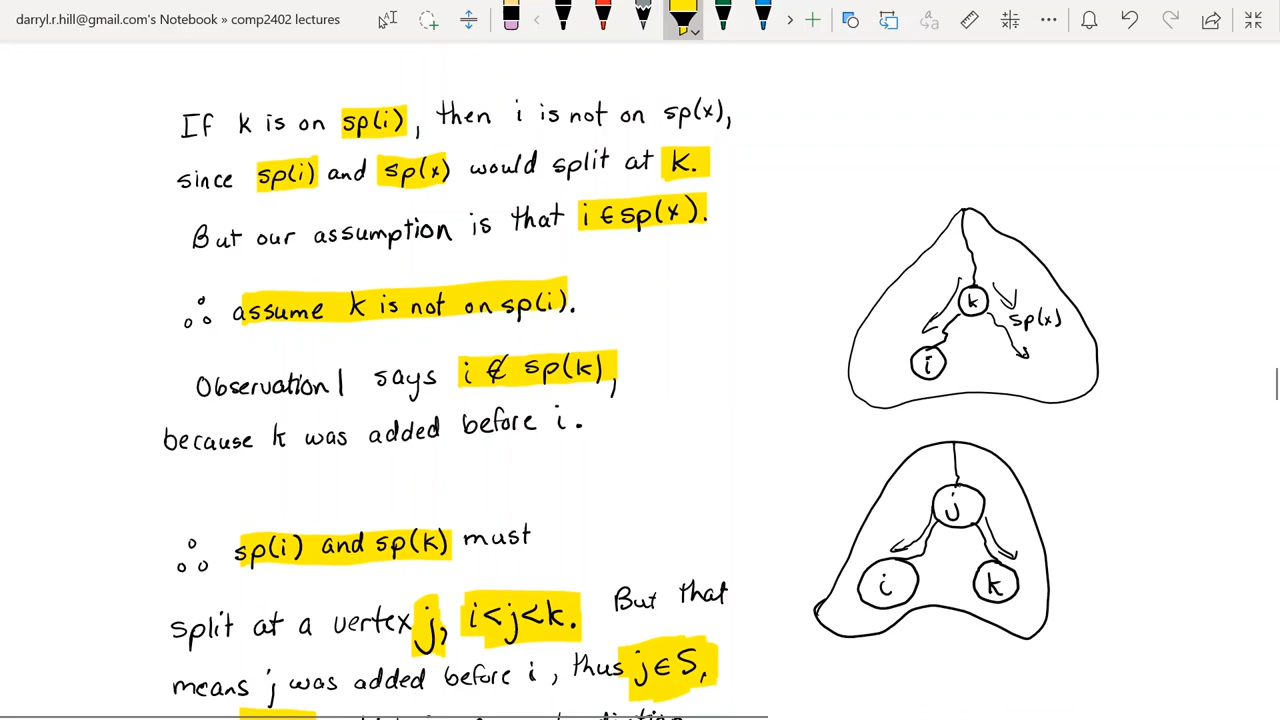 darryl.r.hill@gmail.com's Notebook » comp2402 lectures
If k is on sp(i), then i is not on sp(x),
since sp(i) and sp(x) would split at k.
But our assumption is that i ∈ sp(x).
∴ assume k is not on sp(i).
Observation 1 says i ∉ sp(k),
because k was added before i.
∴ sp(i) and sp(k) must
split at a vertex j, i<j<k. But that
means j was added before i, thus j ∈ S,
k
sp(x)
i
j
i
k